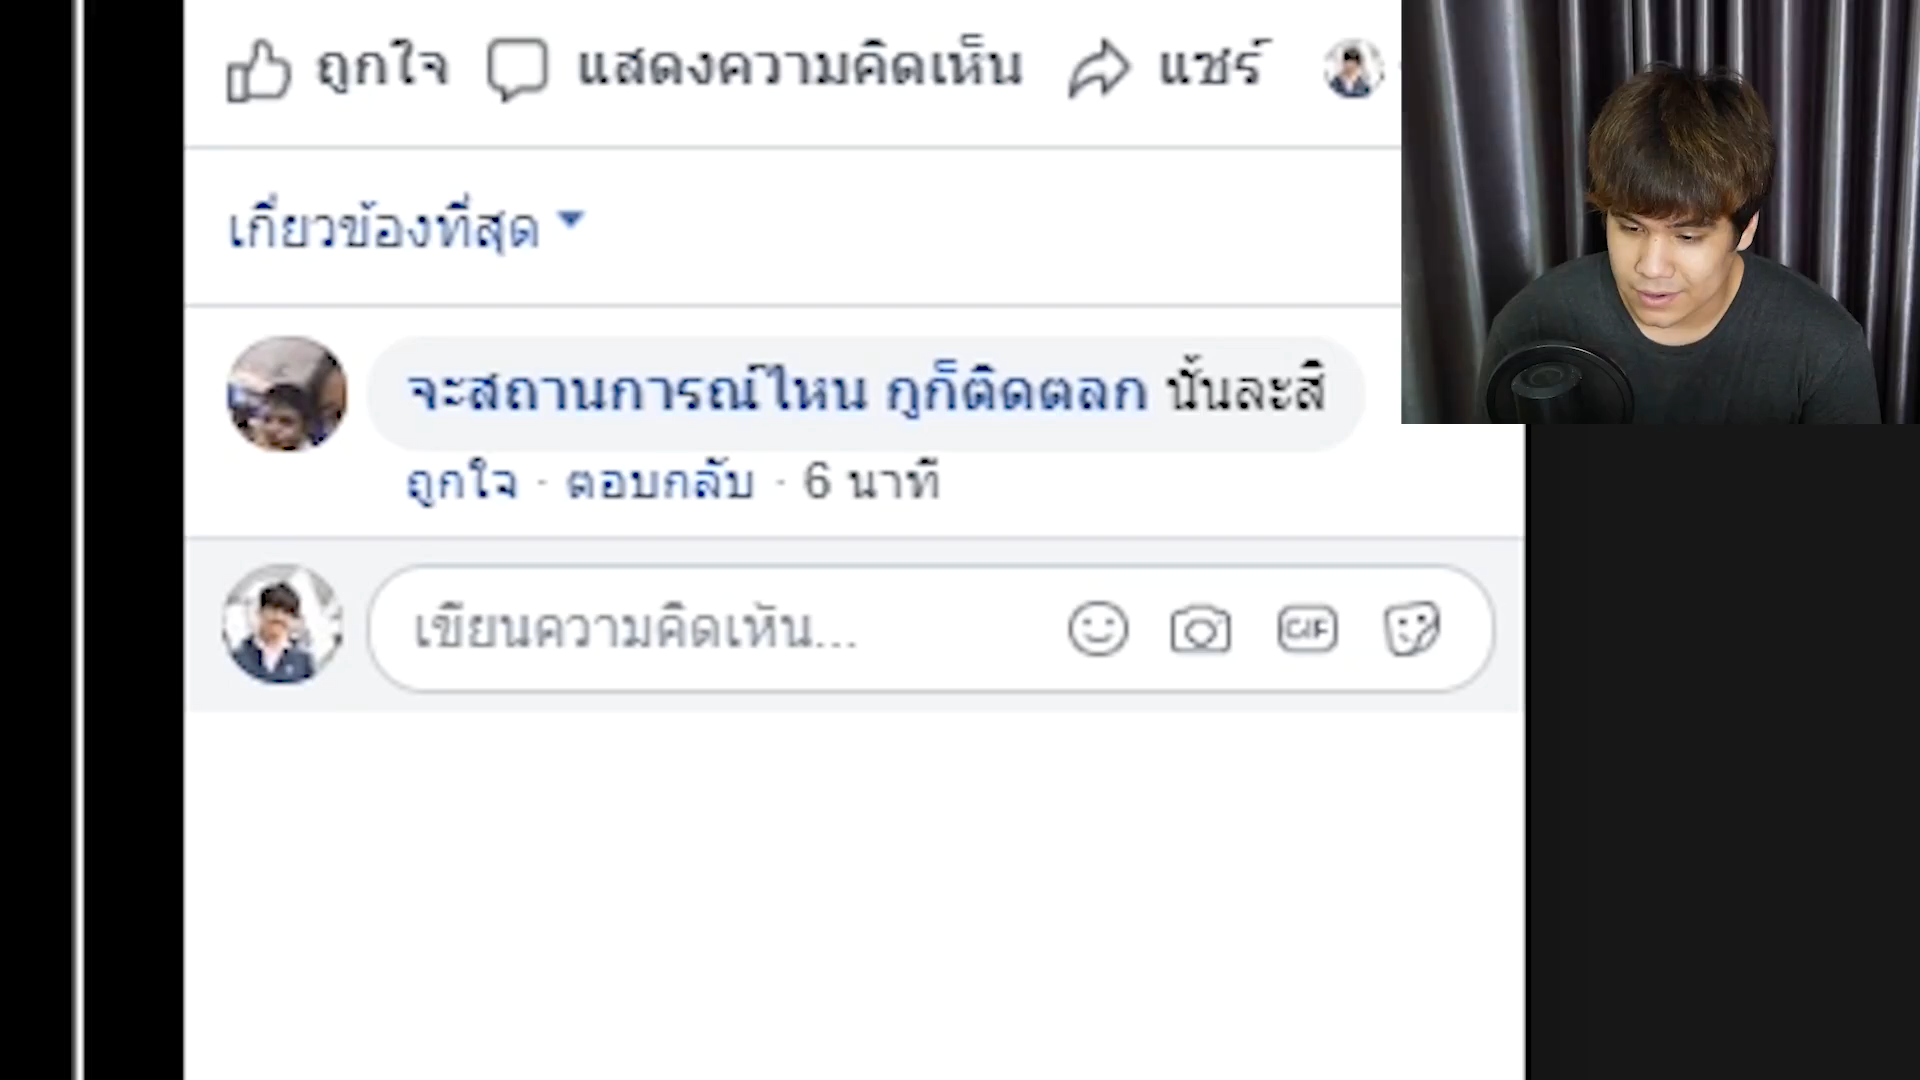 ถูกใจ แสดงความคิดเห็น แชร์
เกี่ยวข้องที่สุด
จะสถานการณ์ไหน กูก็ติดตลก นั้นละสิ
ถูกใจ · ตอบกลับ · 6 นาที
เขียนความคิดเห็น...
GIF